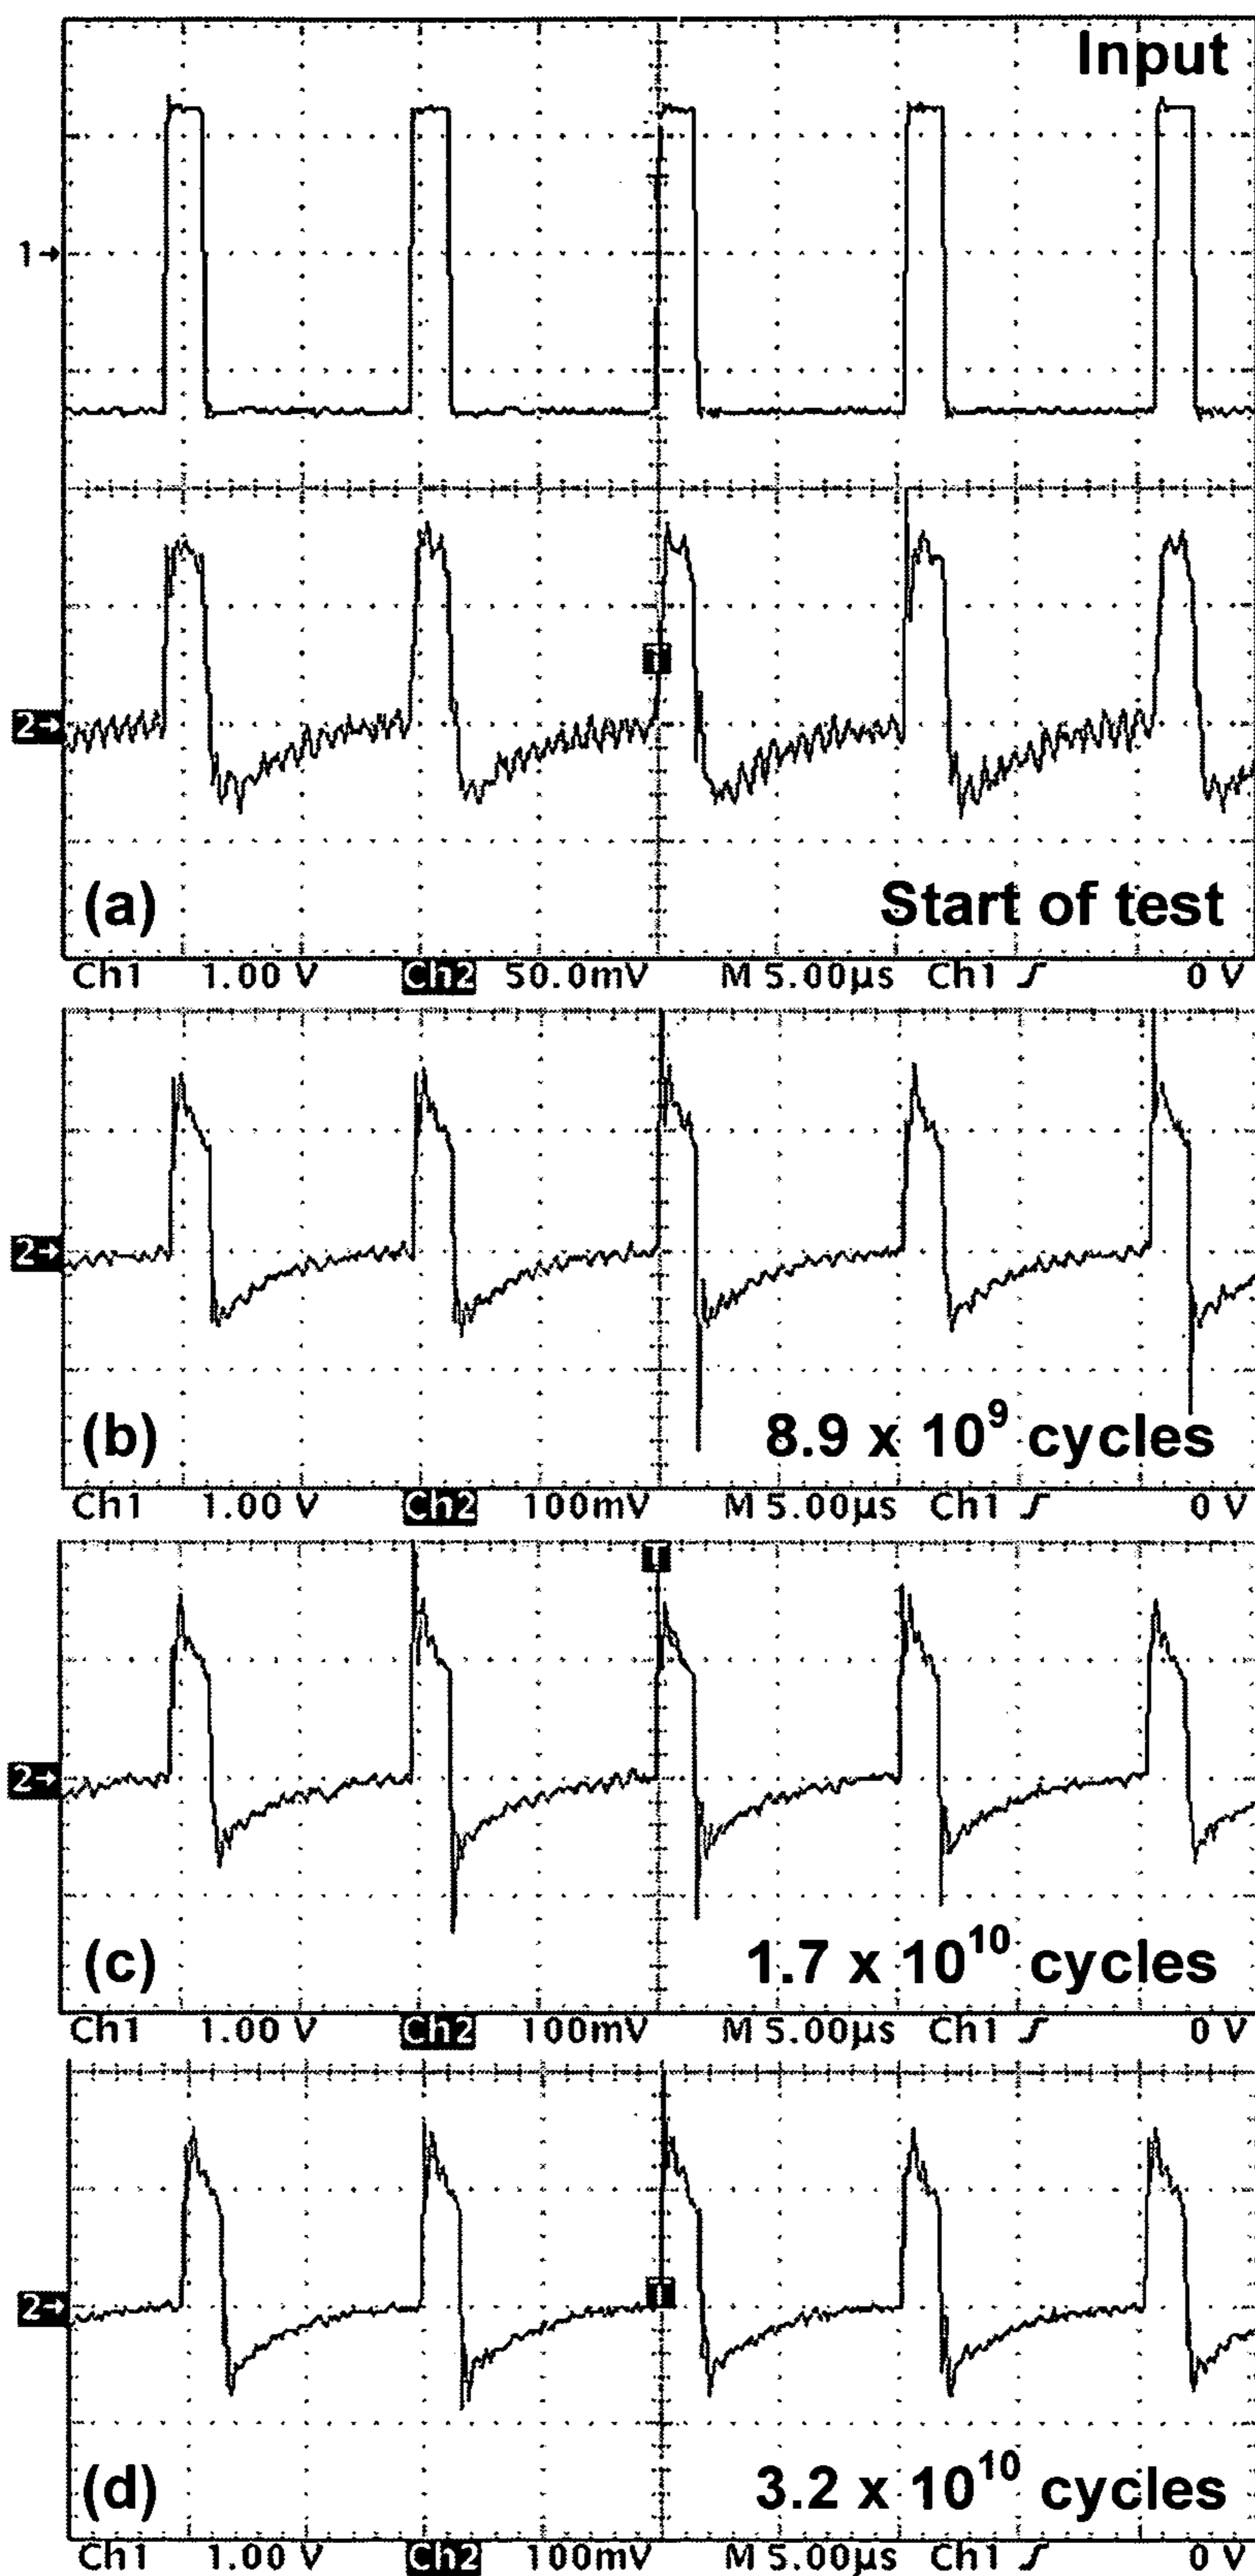 Input
1→
T
2→
(a) Start of test
Ch1 1.00 V Ch2 50.0mV M 5.00µs Ch1 ƒ 0 V
2→
(b) 8.9 x 10⁹ cycles
Ch1 1.00 V Ch2 100mV M 5.00µs Ch1 ƒ 0 V
T
2→
(c) 1.7 x 10¹⁰ cycles
Ch1 1.00 V Ch2 100mV M 5.00µs Ch1 ƒ 0 V
T
2→
(d) 3.2 x 10¹⁰ cycles
Ch1 1.00 V Ch2 100mV M 5.00µs Ch1 ƒ 0 V